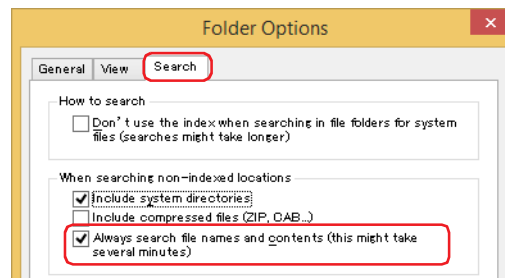 Folder Options
General View Search
How to search
Don't use the index when searching in file folders for system
files (searches might take longer)
When searching non-indexed locations
Include system directories
Include compressed files (ZIP, CAB...)
Always search file names and contents (this might take
several minutes)